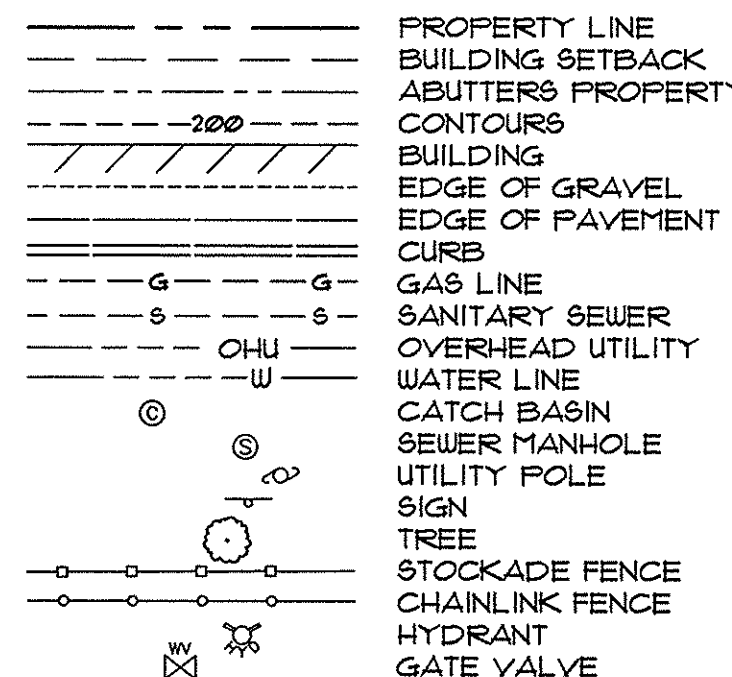 PROPERTY LINE
BUILDING SETBACK
ABUTTERS PROPERTY
200 CONTOURS
BUILDING
EDGE OF GRAVEL
EDGE OF PAVEMENT
CURB
G G GAS LINE
S S SANITARY SEWER
OHU OVERHEAD UTILITY
W WATER LINE
C CATCH BASIN
S SEWER MANHOLE
UTILITY POLE
SIGN
TREE
STOCKADE FENCE
CHAINLINK FENCE
HYDRANT
WV GATE VALVE